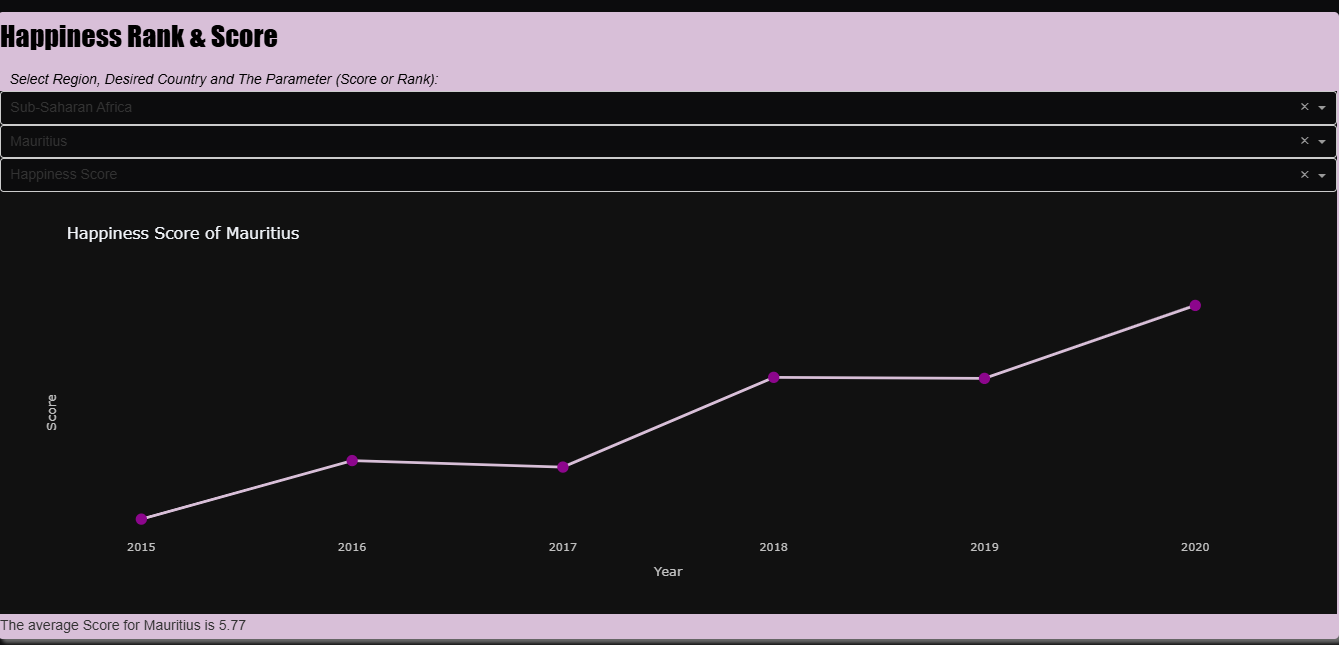 Happiness Rank & Score
Select Region, Desired Country and The Parameter (Score or Rank):
Sub-Saharan Africa
Mauritius
Happiness Score
Happiness Score of Mauritius
Score
2015 2016 2017 2018 2019 2020
Year
The average Score for Mauritius is 5.77